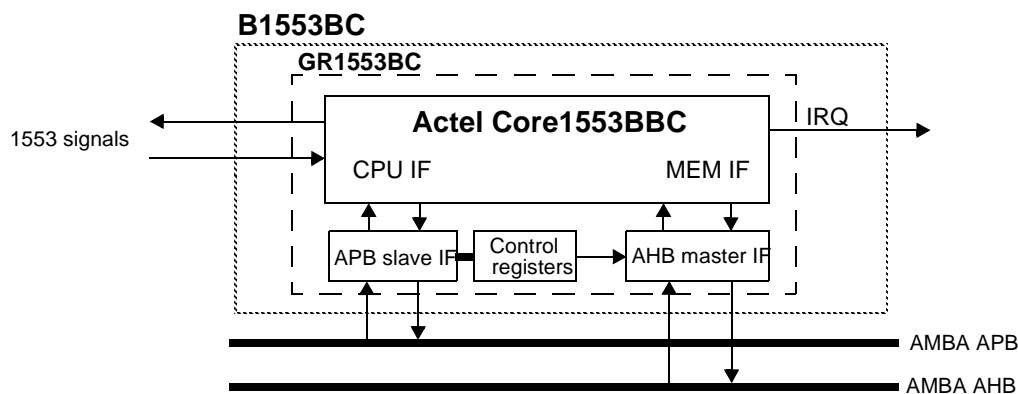 B1553BC
GR1553BC
Actel Core1553BBC
IRQ
1553 signals
CPU IF
MEM IF
APB slave IF
Control
registers
AHB master IF
AMBA APB
AMBA AHB